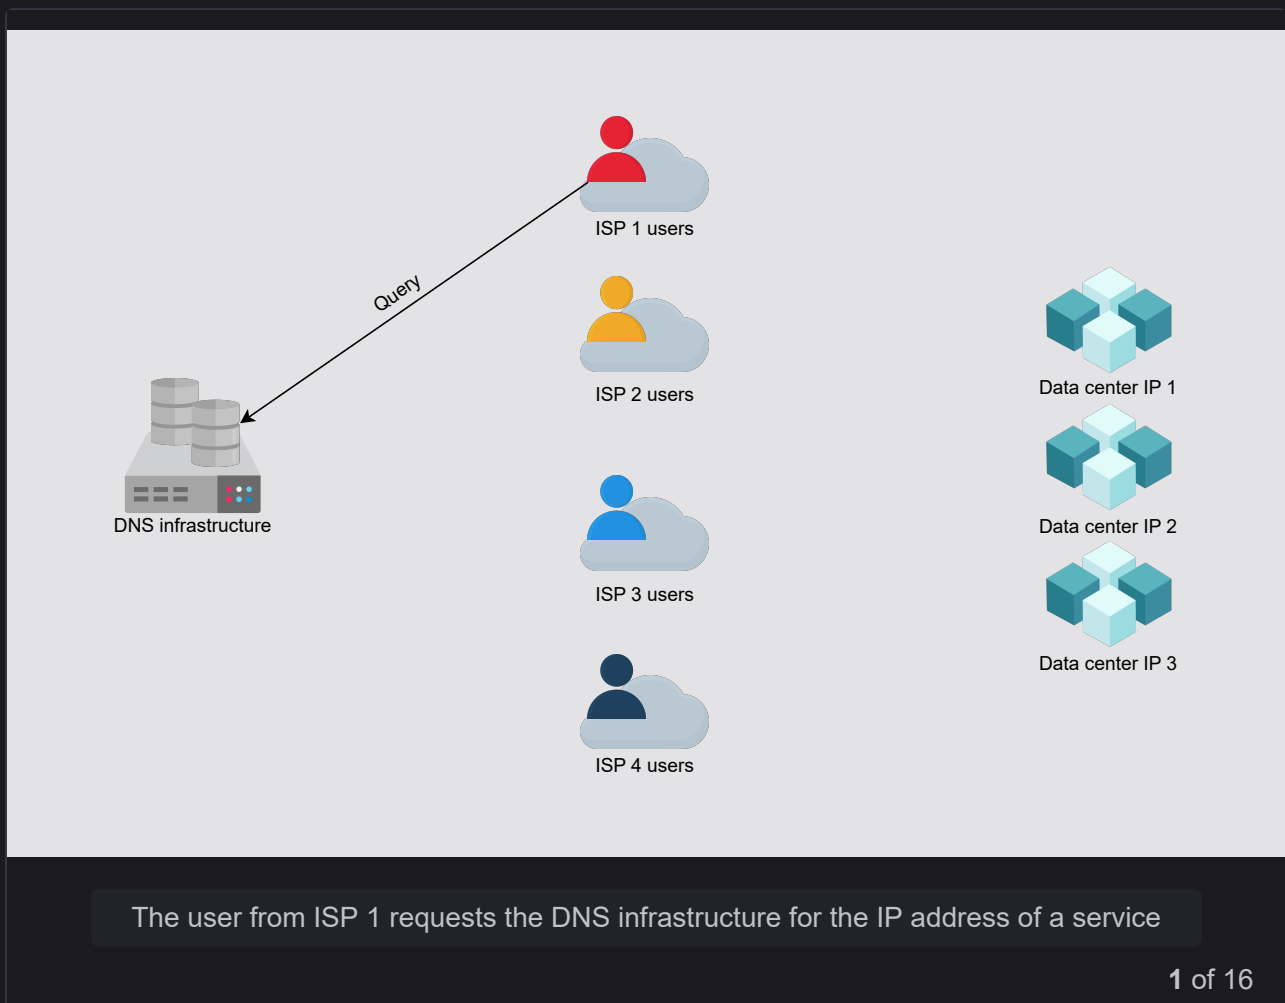 ISP 1 users
Query
ISP 2 users
Data center IP 1
DNS infrastructure
Data center IP 2
ISP 3 users
Data center IP 3
ISP 4 users
The user from ISP 1 requests the DNS infrastructure for the IP address of a service
1 of 16